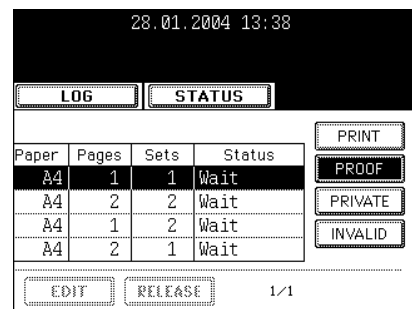 28.01.2004 13:38
LOG STATUS
PRINT
Paper Pages Sets Status
PROOF
A4 1 1 Wait
A4 2 2 Wait
PRIVATE
A4 1 2 Wait
INVALID
A4 2 1 Wait
EDIT RELEASE 1/1